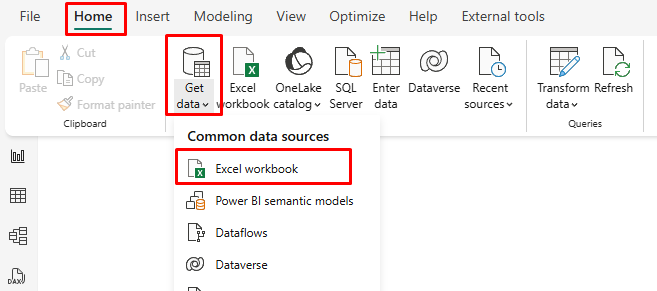 File Home Insert Modeling View Optimize Help External tools
Paste
Cut
Copy
Format painter
Clipboard
Get data
Excel workbook
OneLake catalog
SQL Server
Enter data
Dataverse
Recent sources
Transform data
Refresh
Queries
Common data sources
Excel workbook
Power BI semantic models
Dataflows
Dataverse
DAX